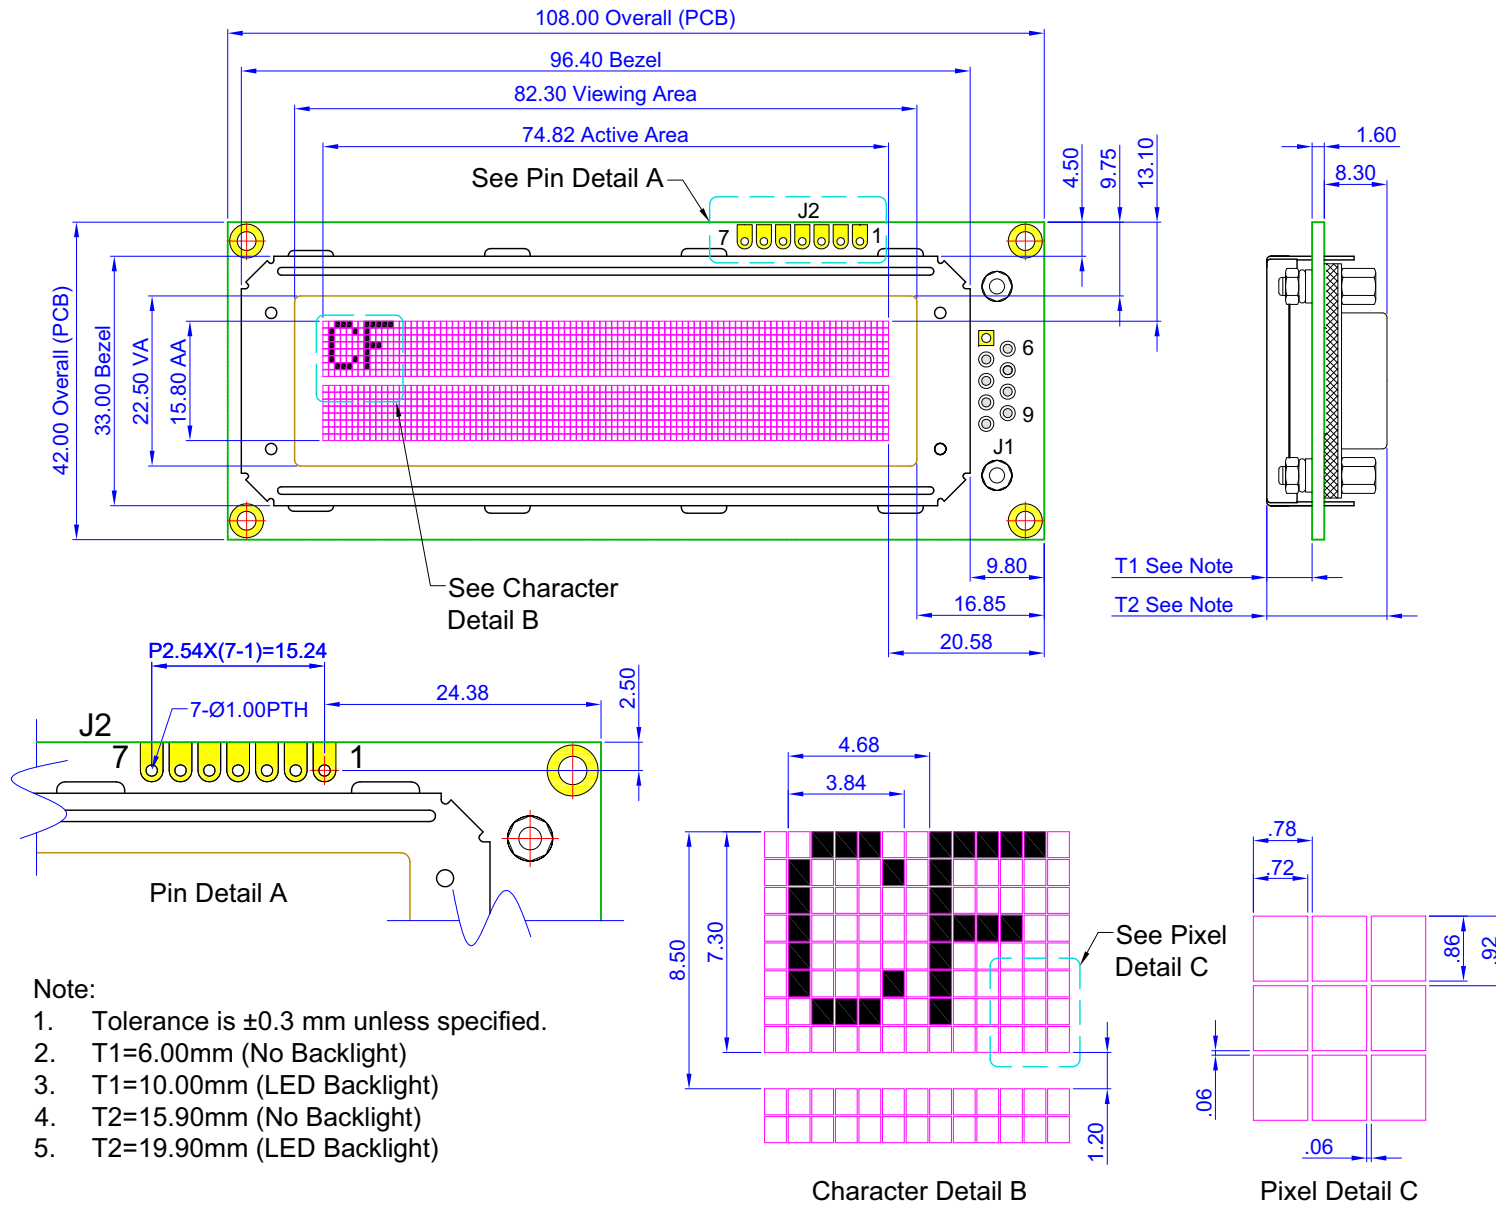 108.00 Overall (PCB)
96.40 Bezel
82.30 Viewing Area
74.82 Active Area
See Pin Detail A
J2
7
1
4.50
9.75
13.10
1.60
8.30
42.00 Overall (PCB)
33.00 Bezel
22.50 VA
15.80 AA
CF
6
9
J1
See Character
Detail B
9.80
16.85
20.58
T1 See Note
T2 See Note
P2.54X(7-1)=15.24
24.38
2.50
7-Ø1.00PTH
J2
7
1
Pin Detail A
4.68
3.84
8.50
7.30
CF
See Pixel
Detail C
1.20
Character Detail B
.78
.72
.86
.92
.06
.06
Pixel Detail C
Note:
1. Tolerance is ±0.3 mm unless specified.
2. T1=6.00mm (No Backlight)
3. T1=10.00mm (LED Backlight)
4. T2=15.90mm (No Backlight)
5. T2=19.90mm (LED Backlight)